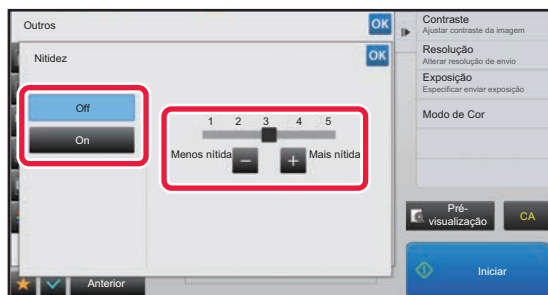 Outros
OK
Nitidez
OK
Off
On
1 2 3 4 5
Menos nítida
Mais nítida
Anterior
Contraste
Ajustar contraste da imagem
Resolução
Alterar resolução de envio
Exposição
Especificar enviar exposição
Modo de Cor
Pré-
visualização
CA
Iniciar